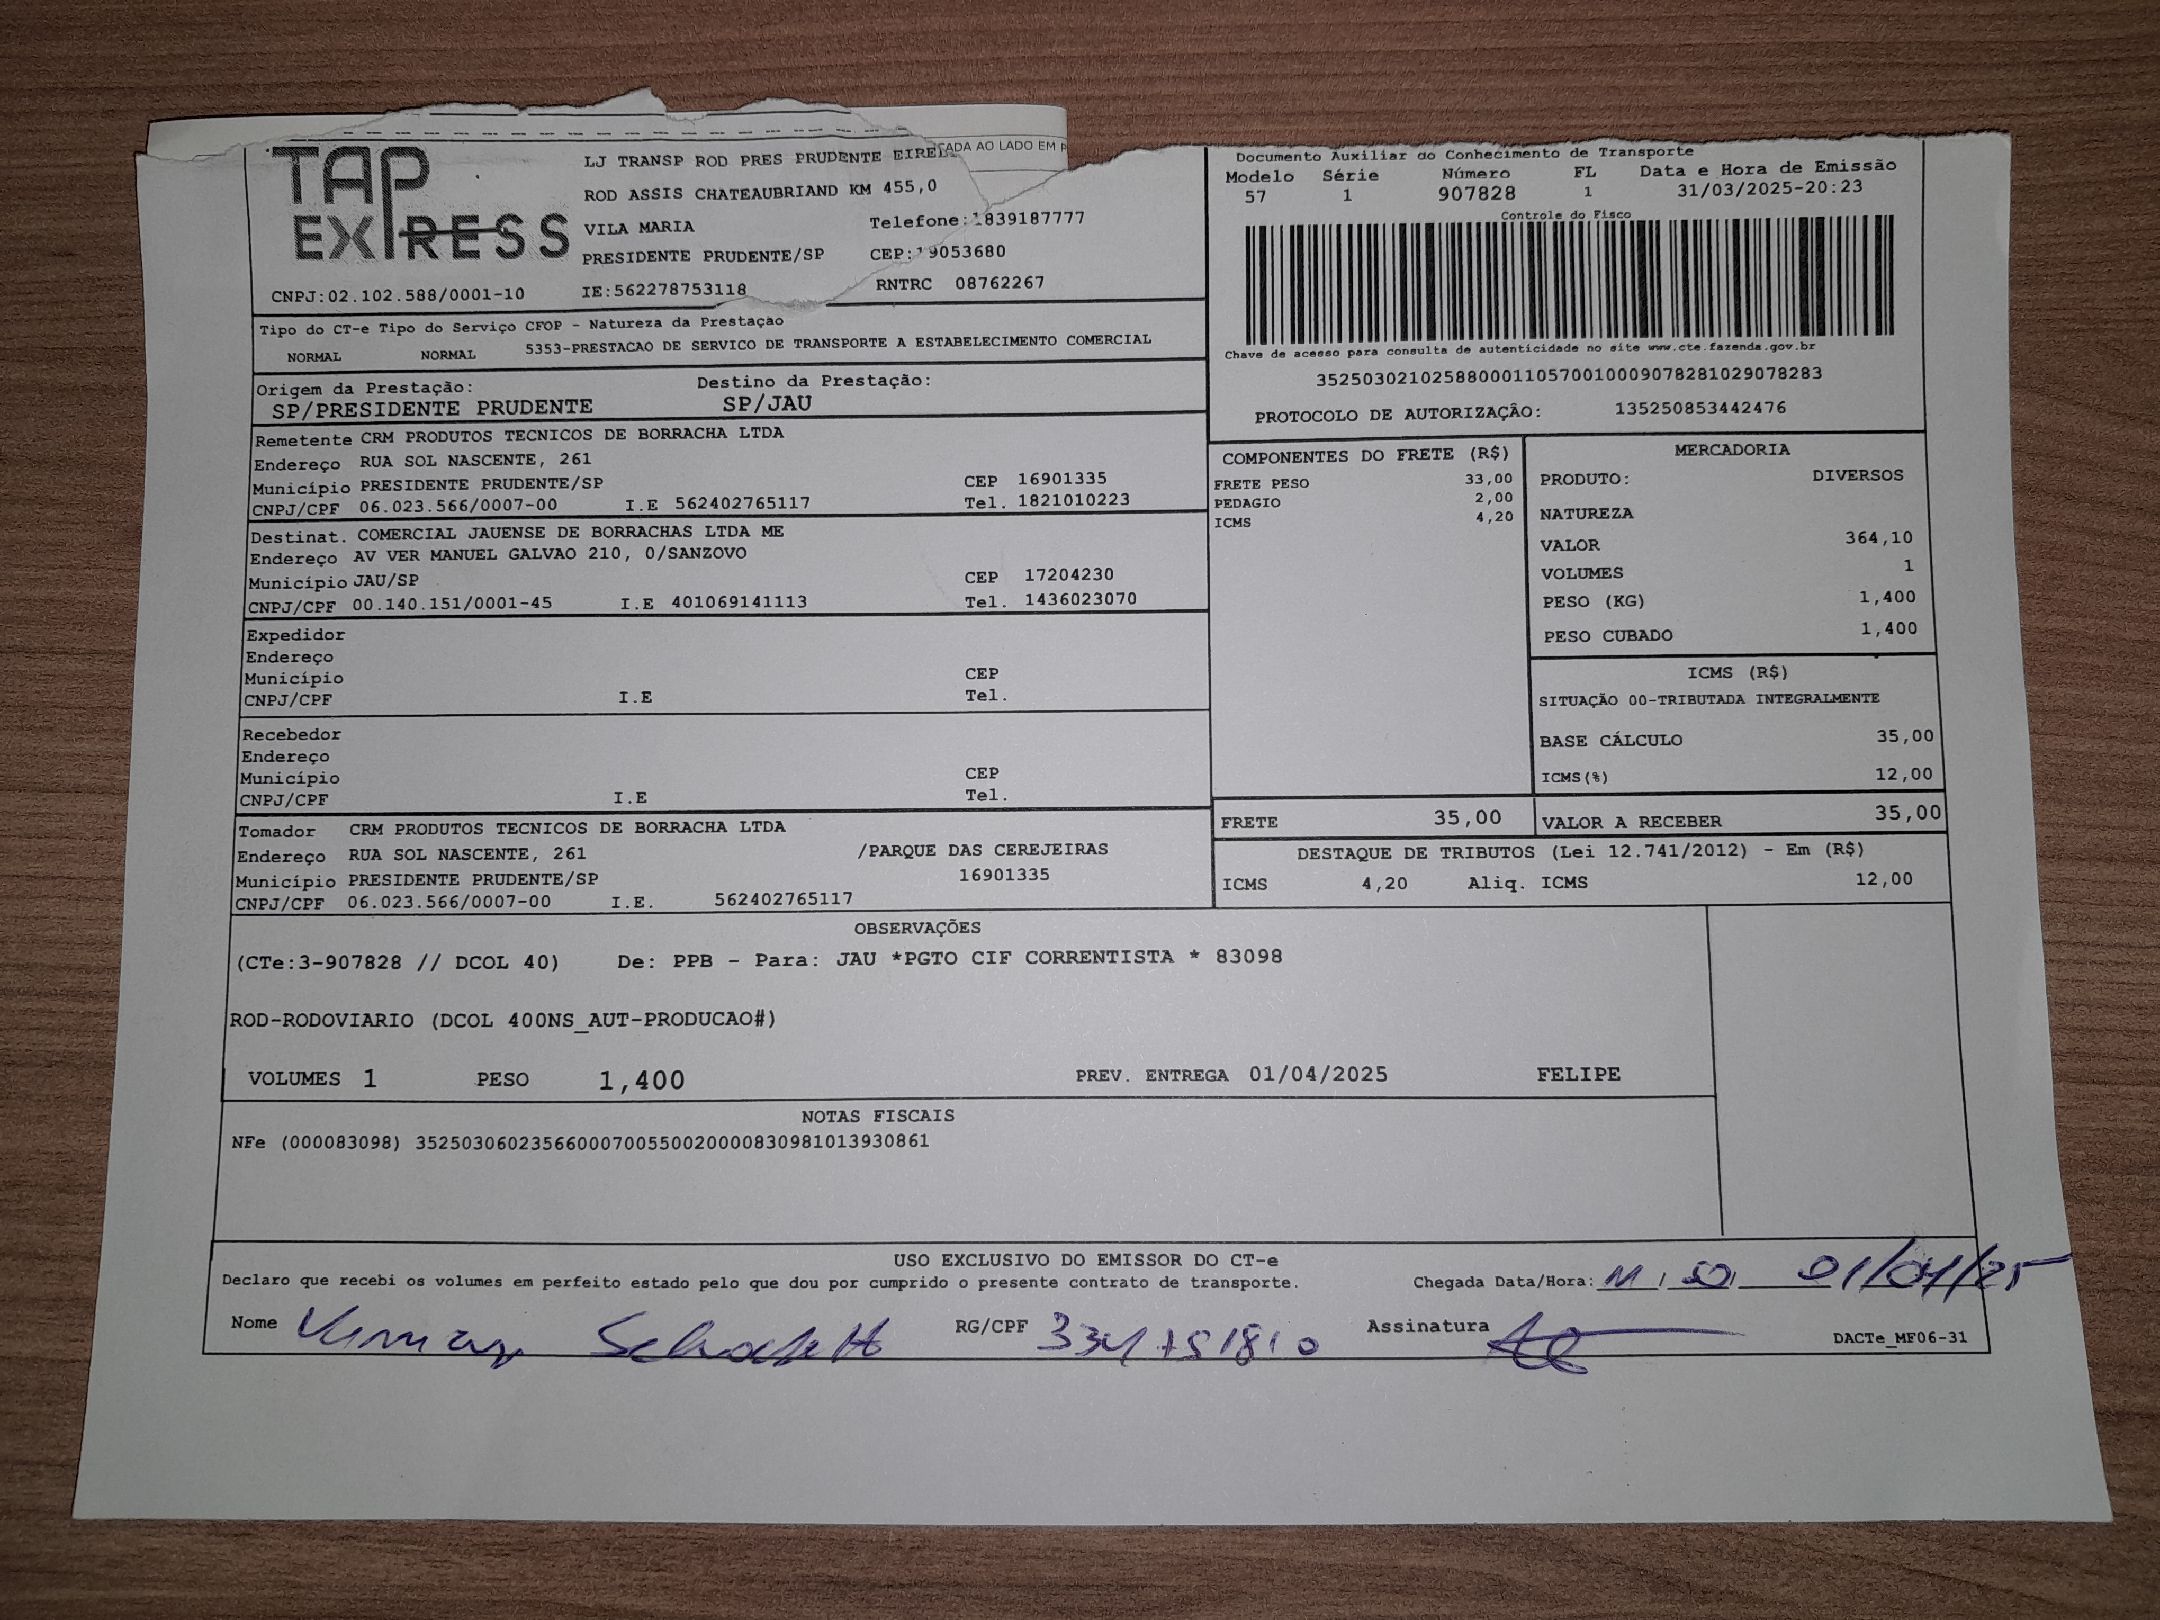 ADA AO LADO EM
TAP
EXPRESS
LJ TRANSP ROD PRES PRUDENTE EIREL
ROD ASSIS CHATEAUBRIAND KM 455,0
VILA MARIA Telefone:1839187777
PRESIDENTE PRUDENTE/SP CEP:19053680
CNPJ:02.102.588/0001-10 IE:562278753118 RNTRC 08762267
Documento Auxiliar do Conhecimento de Transporte
Modelo Série Número FL Data e Hora de Emissão
57 1 907828 1 31/03/2025-20:23
Controle do Fisco
Chave de acesso para consulta de autenticidade no site www.cte.fazenda.gov.br
35250302102588000110570010009078281029078283
PROTOCOLO DE AUTORIZAÇÃO: 135250853442476
Tipo do CT-e Tipo do Serviço CFOP - Natureza da Prestação
NORMAL NORMAL 5353-PRESTACAO DE SERVICO DE TRANSPORTE A ESTABELECIMENTO COMERCIAL
Origem da Prestação: Destino da Prestação:
SP/PRESIDENTE PRUDENTE SP/JAU
Remetente CRM PRODUTOS TECNICOS DE BORRACHA LTDA
Endereço RUA SOL NASCENTE, 261
Município PRESIDENTE PRUDENTE/SP CEP 16901335
CNPJ/CPF 06.023.566/0007-00 I.E 562402765117 Tel. 1821010223
Destinat. COMERCIAL JAUENSE DE BORRACHAS LTDA ME
Endereço AV VER MANUEL GALVAO 210, 0/SANZOVO
Município JAU/SP CEP 17204230
CNPJ/CPF 00.140.151/0001-45 I.E 401069141113 Tel. 1436023070
Expedidor
Endereço
Município CEP
CNPJ/CPF I.E Tel.
Recebedor
Endereço
Município CEP
CNPJ/CPF I.E Tel.
Tomador CRM PRODUTOS TECNICOS DE BORRACHA LTDA
Endereço RUA SOL NASCENTE, 261 /PARQUE DAS CEREJEIRAS
Município PRESIDENTE PRUDENTE/SP 16901335
CNPJ/CPF 06.023.566/0007-00 I.E. 562402765117
COMPONENTES DO FRETE (R$)
FRETE PESO 33,00
PEDAGIO 2,00
ICMS 4,20
MERCADORIA
PRODUTO: DIVERSOS
NATUREZA
VALOR 364,10
VOLUMES 1
PESO (KG) 1,400
PESO CUBADO 1,400
ICMS (R$)
SITUAÇÃO 00-TRIBUTADA INTEGRALMENTE
BASE CÁLCULO 35,00
ICMS(%) 12,00
FRETE 35,00 VALOR A RECEBER 35,00
DESTAQUE DE TRIBUTOS (Lei 12.741/2012) - Em (R$)
ICMS 4,20 Aliq. ICMS 12,00
OBSERVAÇÕES
(CTe:3-907828 // DCOL 40) De: PPB - Para: JAU *PGTO CIF CORRENTISTA * 83098
ROD-RODOVIARIO (DCOL 400NS_AUT-PRODUCAO#)
VOLUMES 1 PESO 1,400 PREV. ENTREGA 01/04/2025 FELIPE
NOTAS FISCAIS
NFe (000083098) 35250306023566000700550020000830981013930861
USO EXCLUSIVO DO EMISSOR DO CT-e
Declaro que recebi os volumes em perfeito estado pelo que dou por cumprido o presente contrato de transporte. Chegada Data/Hora: 11,50, 01/04/25
Nome RG/CPF Assinatura
DACTe_MF06-31